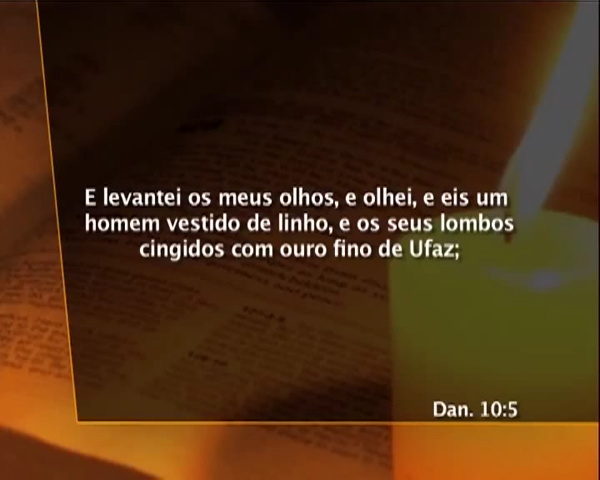 E levantei os meus olhos, e olhei, e eis um
homem vestido de linho, e os seus lombos
cingidos com ouro fino de Ufaz;
Dan. 10:5